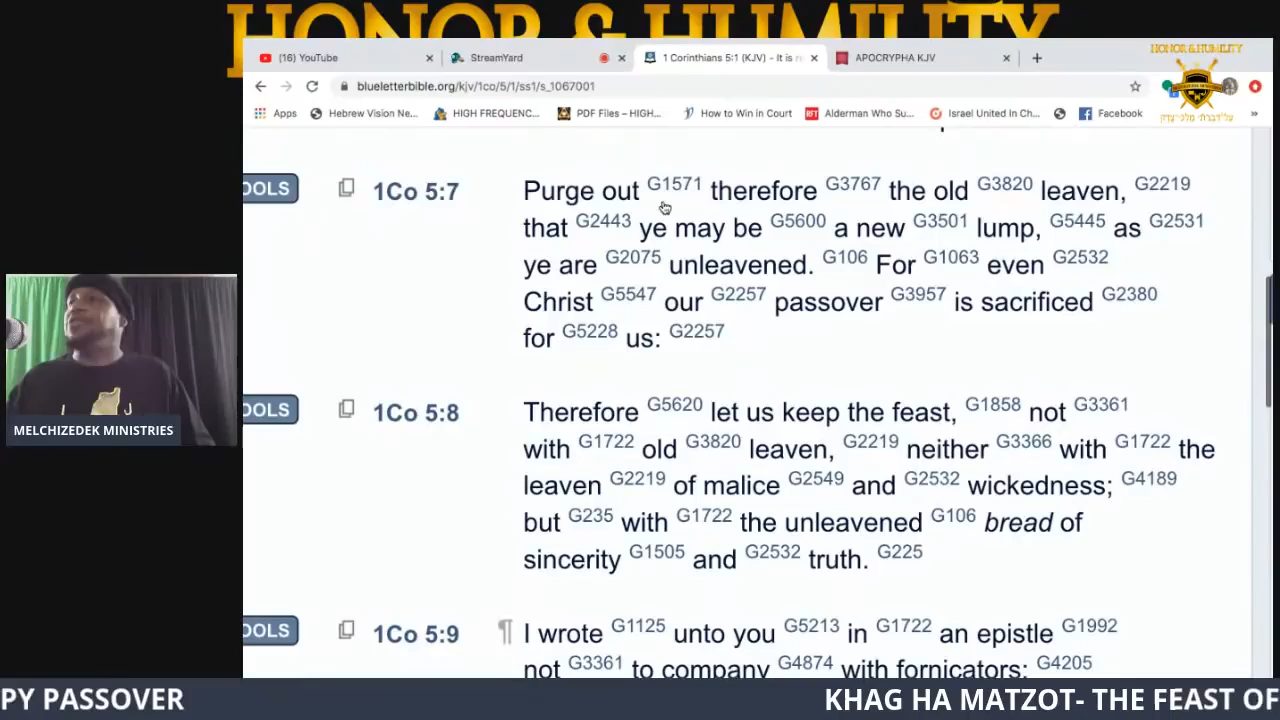 HONOR & HUMILITY
(16) YouTube
StreamYard
1 Corinthians 5:1 (KJV) - It is re
APOCRYPHA KJV
HONOR & HUMILITY
blueletterbible.org/kjv/1co/5/1/ss1/s_1067001
Apps
Hebrew Vision Ne...
HIGH FREQUENC...
PDF Files – HIGH...
How to Win in Court
Alderman Who Su...
Israel United in Ch...
Facebook
OOLS
1Co 5:7
Purge out G1571 therefore G3767 the old G3820 leaven, G2219
that G2443 ye may be G5600 a new G3501 lump, G5445 as G2531
ye are G2075 unleavened. G106 For G1063 even G2532
Christ G5547 our G2257 passover G3957 is sacrificed G2380
for G5228 us: G2257
OOLS
1Co 5:8
Therefore G5620 let us keep the feast, G1858 not G3361
with G1722 old G3820 leaven, G2219 neither G3366 with G1722 the
leaven G2219 of malice G2549 and G2532 wickedness; G4189
but G235 with G1722 the unleavened G106 bread of
sincerity G1505 and G2532 truth. G225
OOLS
1Co 5:9
¶ I wrote G1125 unto you G5213 in G1722 an epistle G1992
not G3361 to company G4874 with fornicators: G4205
MELCHIZEDEK MINISTRIES
PY PASSOVER
KHAG HA MATZOT- THE FEAST OF